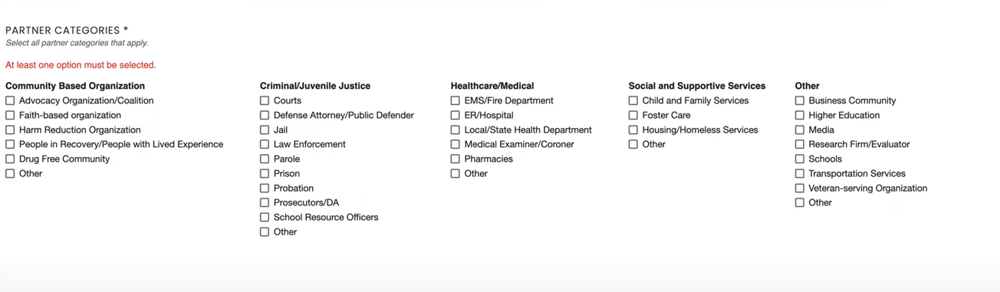 PARTNER CATEGORIES *
Select all partner categories that apply.
At least one option must be selected.
Community Based Organization
Advocacy Organization/Coalition
Faith-based organization
Harm Reduction Organization
People in Recovery/People with Lived Experience
Drug Free Community
Other
Criminal/Juvenile Justice
Courts
Defense Attorney/Public Defender
Jail
Law Enforcement
Parole
Prison
Probation
Prosecutors/DA
School Resource Officers
Other
Healthcare/Medical
EMS/Fire Department
ER/Hospital
Local/State Health Department
Medical Examiner/Coroner
Pharmacies
Other
Social and Supportive Services
Child and Family Services
Foster Care
Housing/Homeless Services
Other
Other
Business Community
Higher Education
Media
Research Firm/Evaluator
Schools
Transportation Services
Veteran-serving Organization
Other